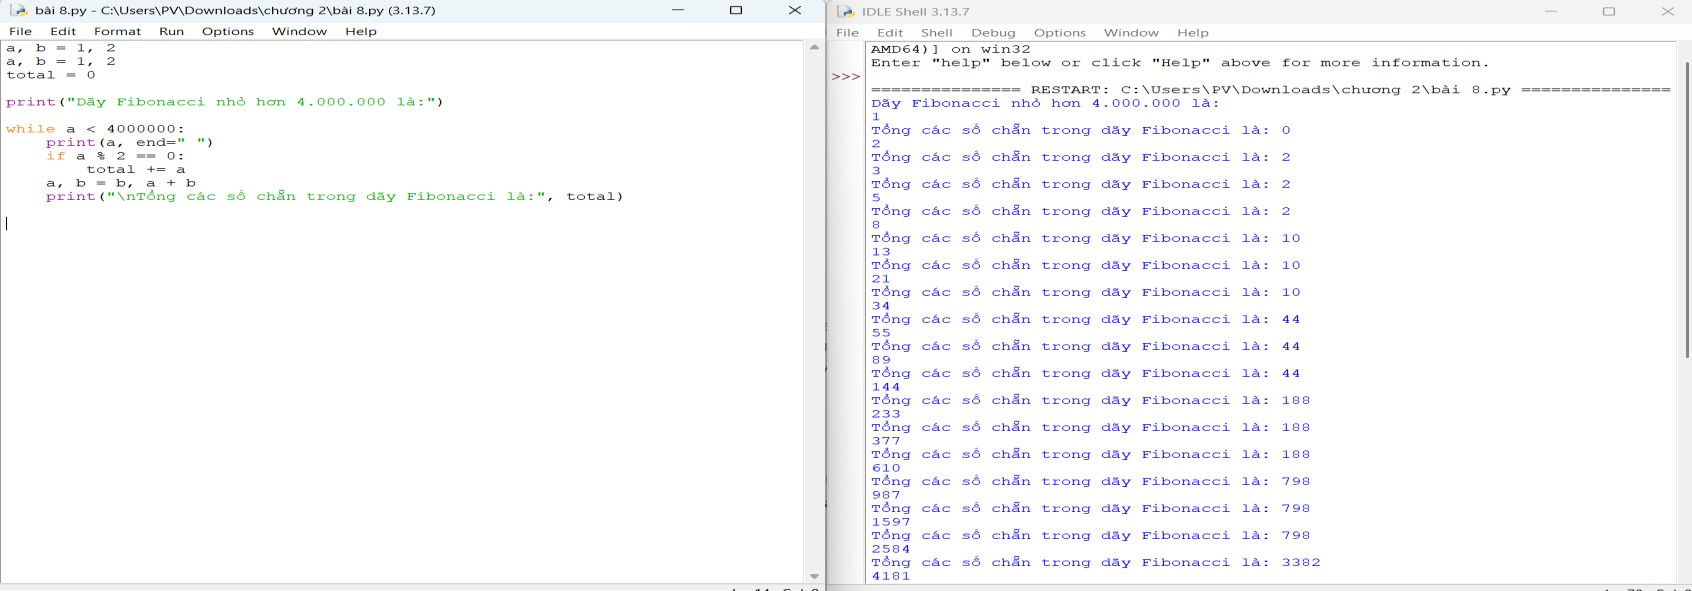 bài 8.py - C:\Users\PV\Downloads\chương 2\bài 8.py (3.13.7)
File Edit Format Run Options Window Help
a, b = 1, 2
a, b = 1, 2
total = 0
print("Dãy Fibonacci nhỏ hơn 4.000.000 là:")
while a < 4000000:
    print(a, end=" ")
    if a % 2 == 0:
        total += a
    a, b = b, a + b
    print("\nTổng các số chẵn trong dãy Fibonacci là:", total)
IDLE Shell 3.13.7
File Edit Shell Debug Options Window Help
AMD64)] on win32
Enter "help" below or click "Help" above for more information.
>>>
=============== RESTART: C:\Users\PV\Downloads\chương 2\bài 8.py ===============
Dãy Fibonacci nhỏ hơn 4.000.000 là:
1
Tổng các số chẵn trong dãy Fibonacci là: 0
2
Tổng các số chẵn trong dãy Fibonacci là: 2
3
Tổng các số chẵn trong dãy Fibonacci là: 2
5
Tổng các số chẵn trong dãy Fibonacci là: 2
8
Tổng các số chẵn trong dãy Fibonacci là: 10
13
Tổng các số chẵn trong dãy Fibonacci là: 10
21
Tổng các số chẵn trong dãy Fibonacci là: 10
34
Tổng các số chẵn trong dãy Fibonacci là: 44
55
Tổng các số chẵn trong dãy Fibonacci là: 44
89
Tổng các số chẵn trong dãy Fibonacci là: 44
144
Tổng các số chẵn trong dãy Fibonacci là: 188
233
Tổng các số chẵn trong dãy Fibonacci là: 188
377
Tổng các số chẵn trong dãy Fibonacci là: 188
610
Tổng các số chẵn trong dãy Fibonacci là: 798
987
Tổng các số chẵn trong dãy Fibonacci là: 798
1597
Tổng các số chẵn trong dãy Fibonacci là: 798
2584
Tổng các số chẵn trong dãy Fibonacci là: 3382
4181